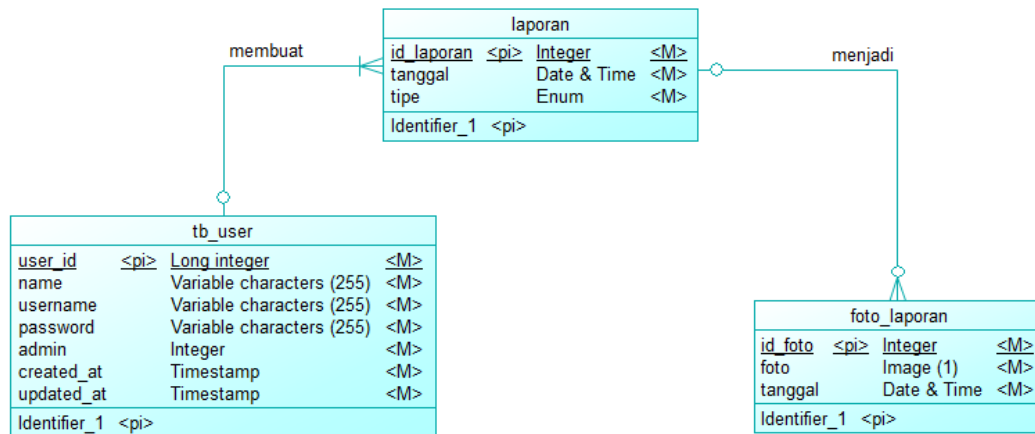 laporan
id_laporan <pi> Integer <M>
tanggal Date & Time <M>
tipe Enum <M>
Identifier_1 <pi>
membuat
menjadi
tb_user
user_id <pi> Long integer <M>
name Variable characters (255) <M>
username Variable characters (255) <M>
password Variable characters (255) <M>
admin Integer <M>
created_at Timestamp <M>
updated_at Timestamp <M>
Identifier_1 <pi>
foto_laporan
id_foto <pi> Integer <M>
foto Image (1) <M>
tanggal Date & Time <M>
Identifier_1 <pi>